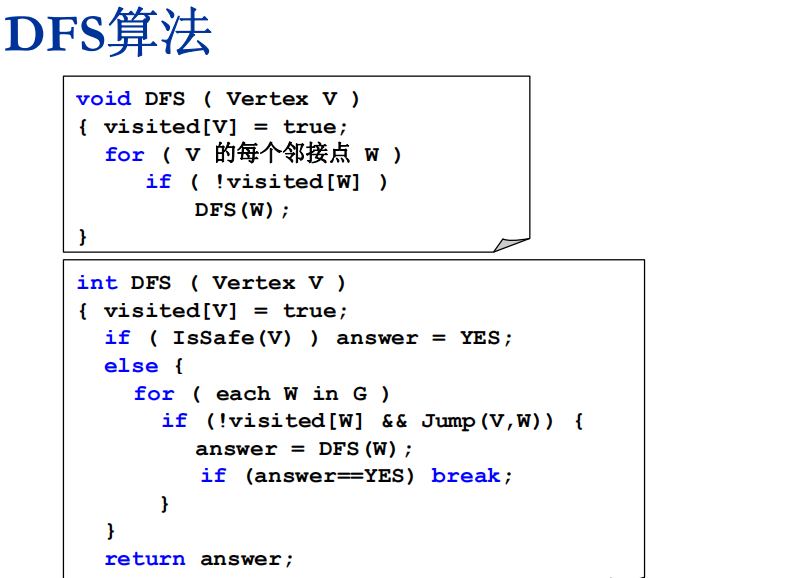 DFS算法
void DFS ( Vertex V )
{ visited[V] = true;
for ( V 的每个邻接点 W )
if ( !visited[W] )
DFS(W);
}
int DFS ( Vertex V )
{ visited[V] = true;
if ( IsSafe(V) ) answer = YES;
else {
for ( each W in G )
if (!visited[W] && Jump(V,W)) {
answer = DFS(W);
if (answer==YES) break;
}
}
return answer;